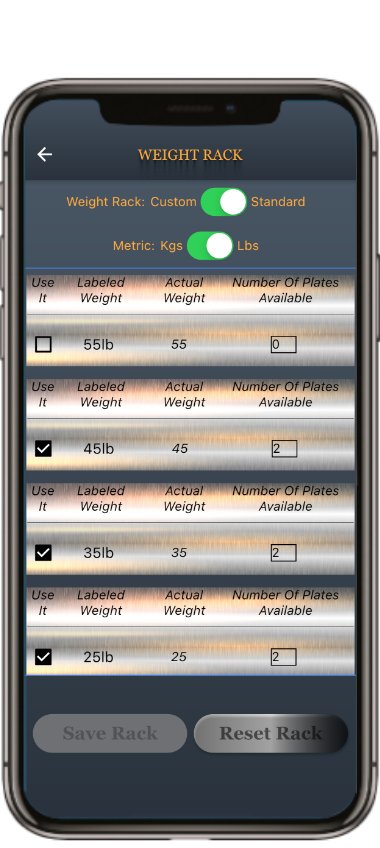 WEIGHT RACK
Weight Rack: Custom Standard
Metric: Kgs Lbs
Use Labeled Actual Number Of Plates
It Weight Weight Available
55lb 55 0
Use Labeled Actual Number Of Plates
It Weight Weight Available
45lb 45 2
Use Labeled Actual Number Of Plates
It Weight Weight Available
35lb 35 2
Use Labeled Actual Number Of Plates
It Weight Weight Available
25lb 25 2
Save Rack Reset Rack